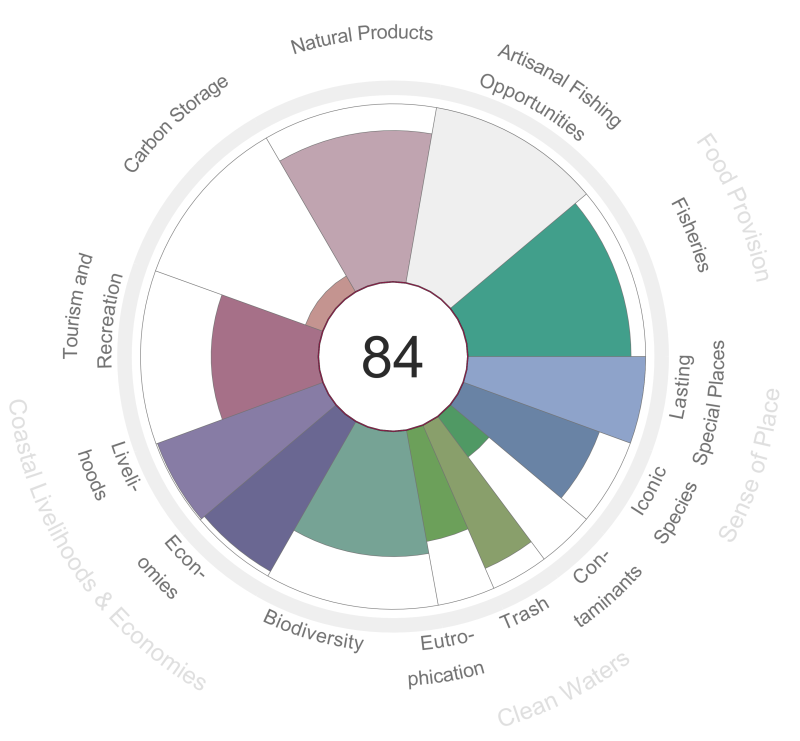 Natural Products
Artisanal Fishing
Opportunities
Carbon Storage
Food Provision
Fisheries
Tourism and
Recreation
84
Lasting
Special Places
Sense of Place
Iconic
Species
Liveli-
hoods
Coastal Livelihoods & Economies
Econ-
omies
Con-
taminants
Trash
Biodiversity
Eutro-
phication
Clean Waters